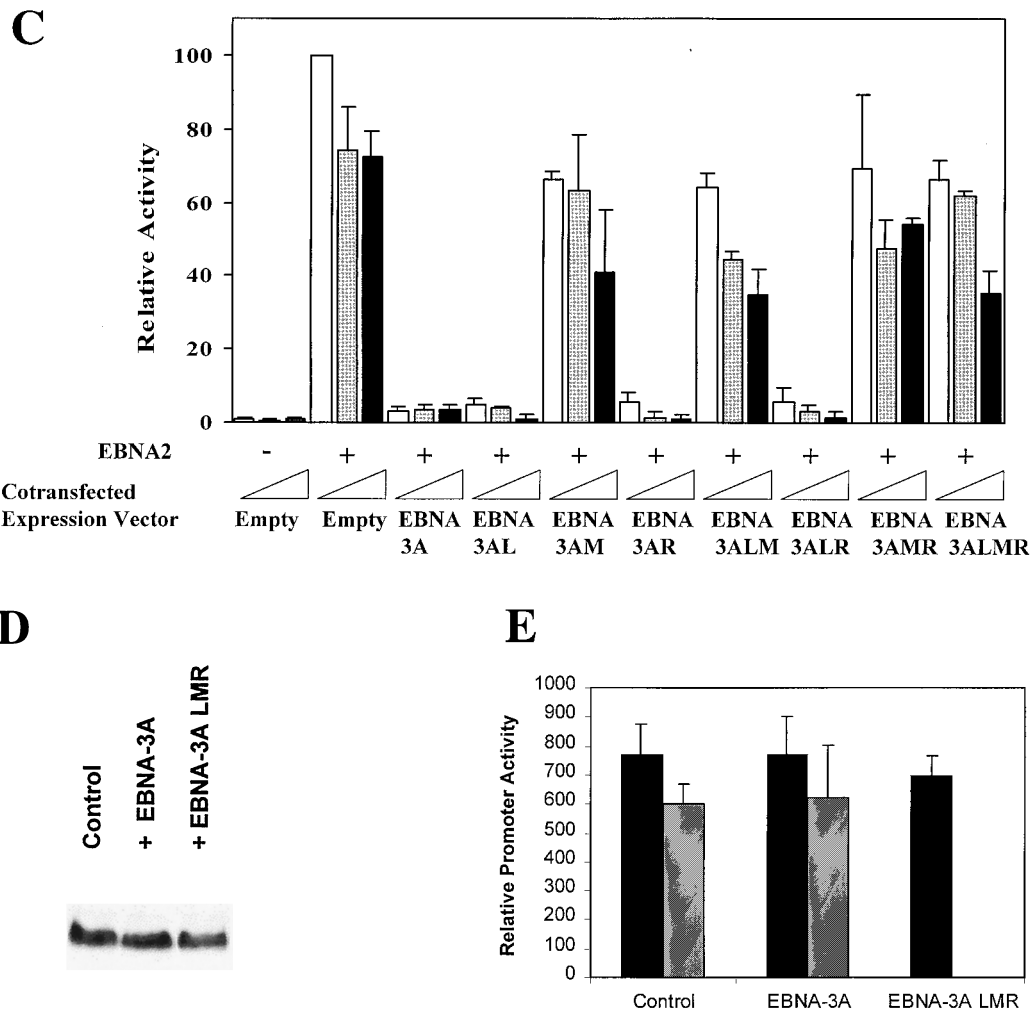 C
Relative Activity
100
80
60
40
20
0
EBNA2 - + + + + + + + + +
Cotransfected
Expression Vector
Empty Empty EBNA EBNA EBNA EBNA EBNA EBNA EBNA EBNA
3A 3AL 3AM 3AR 3ALM 3ALR 3AMR 3ALMR
D
Control
+ EBNA-3A
+ EBNA-3A LMR
E
Relative Promoter Activity
1000
900
800
700
600
500
400
300
200
100
0
Control EBNA-3A EBNA-3A LMR